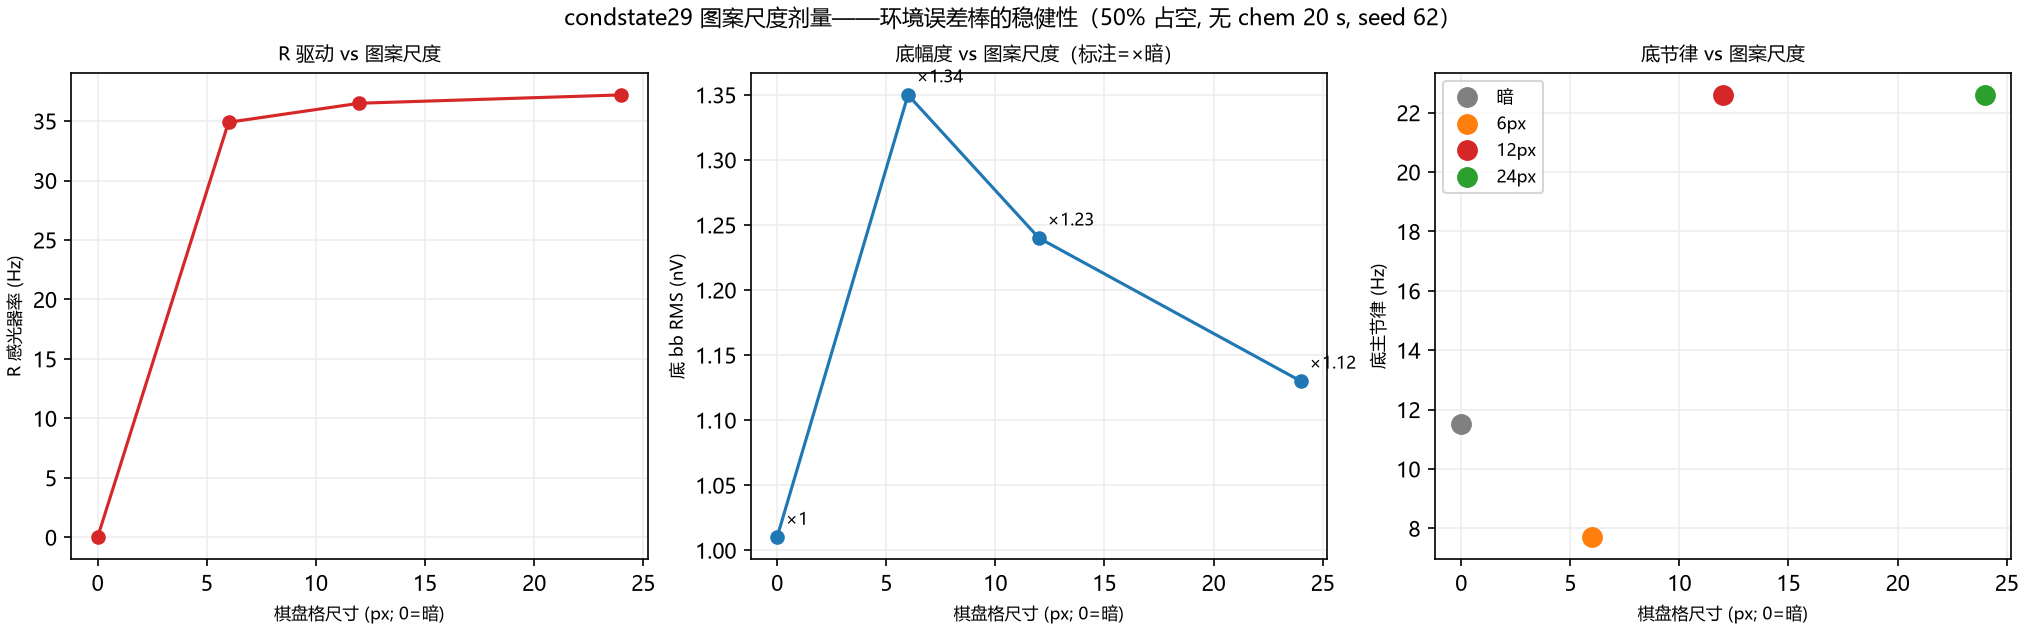 condstate29 图案尺度剂量——环境误差棒的稳健性（50% 占空, 无 chem 20 s, seed 62）
R 驱动 vs 图案尺度
R 感光器率 (Hz)
35
30
25
20
15
10
5
0
0 5 10 15 20 25
棋盘格尺寸 (px; 0=暗)
底幅度 vs 图案尺度（标注=×暗）
底 bb RMS (nV)
1.35
1.30
1.25
1.20
1.15
1.10
1.05
1.00
×1
×1.34
×1.23
×1.12
0 5 10 15 20 25
棋盘格尺寸 (px; 0=暗)
底节律 vs 图案尺度
底主节律 (Hz)
22
20
18
16
14
12
10
8
暗
6px
12px
24px
0 5 10 15 20 25
棋盘格尺寸 (px; 0=暗)